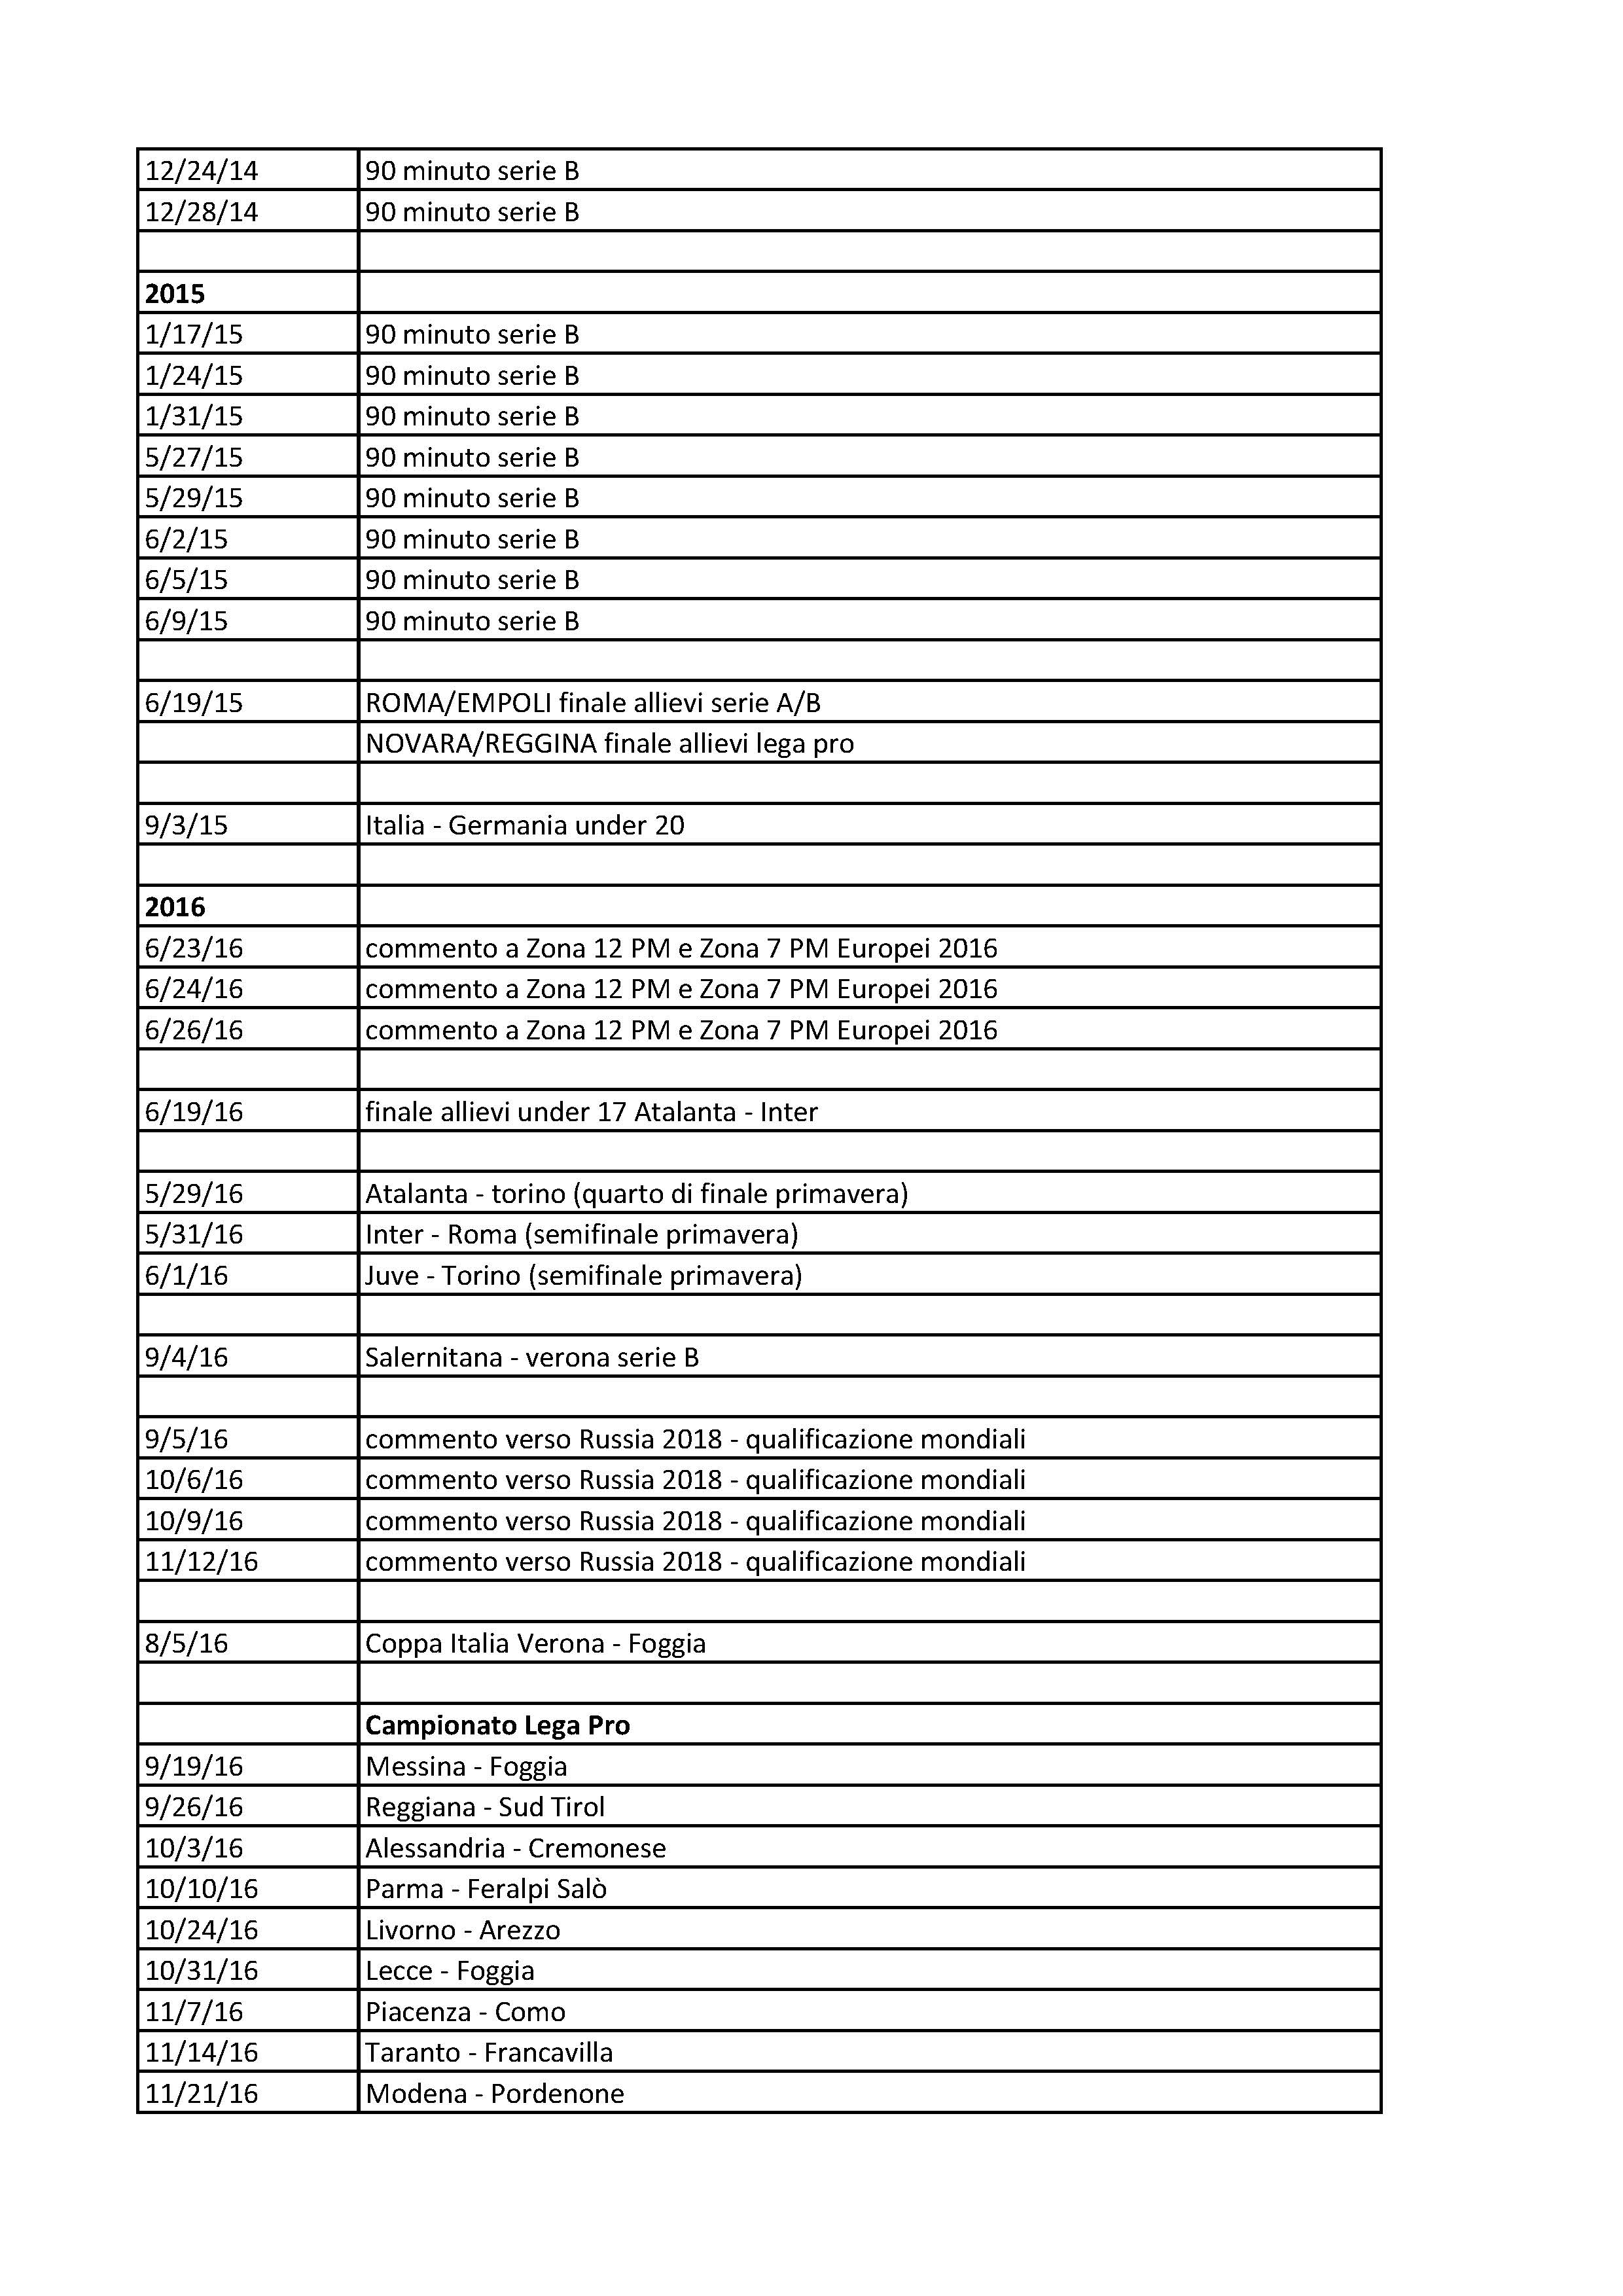 12/24/14 90 minuto serie B
12/28/14 90 minuto serie B
2015
1/17/15 90 minuto serie B
1/24/15 90 minuto serie B
1/31/15 90 minuto serie B
5/27/15 90 minuto serie B
5/29/15 90 minuto serie B
6/2/15 90 minuto serie B
6/5/15 90 minuto serie B
6/9/15 90 minuto serie B
6/19/15 ROMA/EMPOLI finale allievi serie A/B
NOVARA/REGGINA finale allievi lega pro
9/3/15 Italia - Germania under 20
2016
6/23/16 commento a Zona 12 PM e Zona 7 PM Europei 2016
6/24/16 commento a Zona 12 PM e Zona 7 PM Europei 2016
6/26/16 commento a Zona 12 PM e Zona 7 PM Europei 2016
6/19/16 finale allievi under 17 Atalanta - Inter
5/29/16 Atalanta - torino (quarto di finale primavera)
5/31/16 Inter - Roma (semifinale primavera)
6/1/16 Juve - Torino (semifinale primavera)
9/4/16 Salernitana - verona serie B
9/5/16 commento verso Russia 2018 - qualificazione mondiali
10/6/16 commento verso Russia 2018 - qualificazione mondiali
10/9/16 commento verso Russia 2018 - qualificazione mondiali
11/12/16 commento verso Russia 2018 - qualificazione mondiali
8/5/16 Coppa Italia Verona - Foggia
Campionato Lega Pro
9/19/16 Messina - Foggia
9/26/16 Reggiana - Sud Tirol
10/3/16 Alessandria - Cremonese
10/10/16 Parma - Feralpi Salò
10/24/16 Livorno - Arezzo
10/31/16 Lecce - Foggia
11/7/16 Piacenza - Como
11/14/16 Taranto - Francavilla
11/21/16 Modena - Pordenone